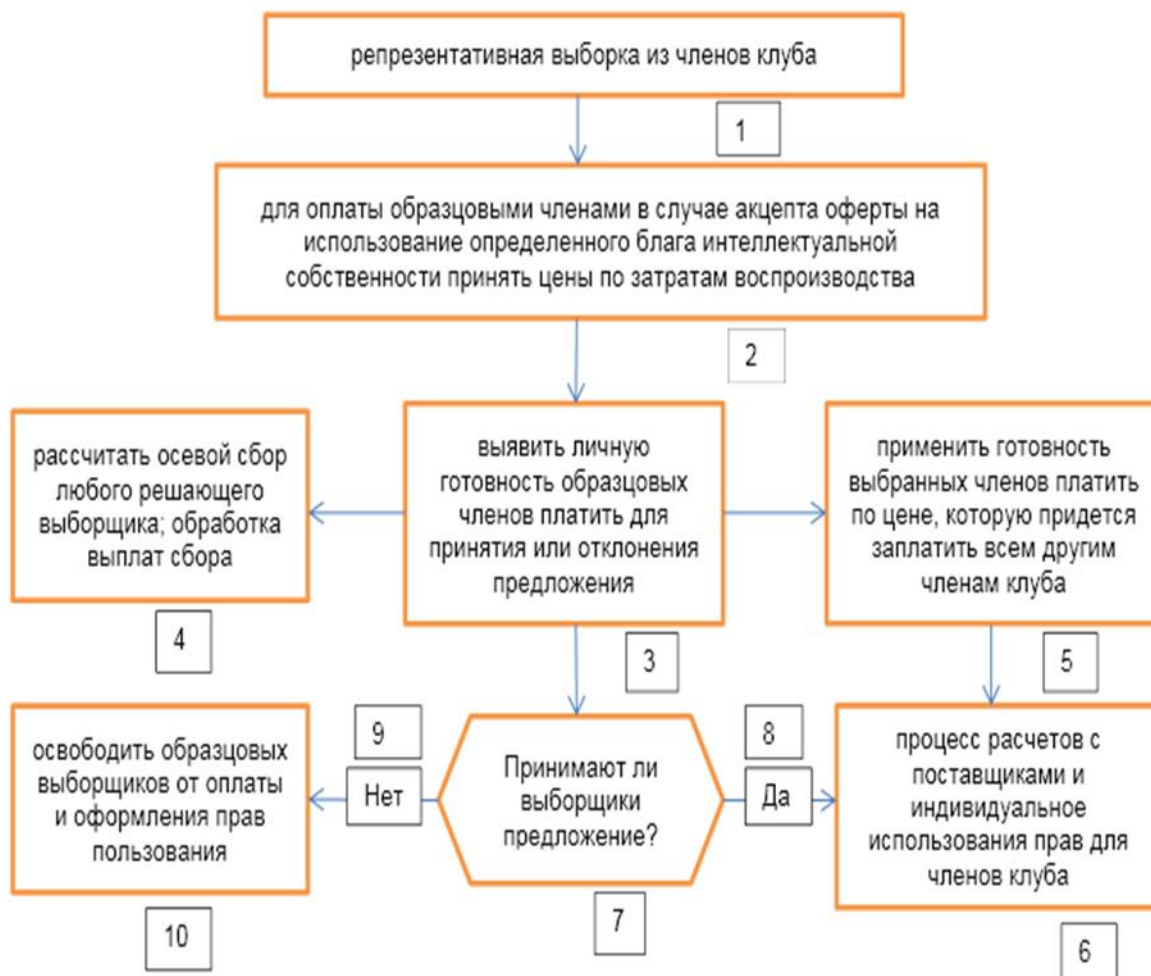 репрезентативная выборка из членов клуба
1
для оплаты образцовыми членами в случае акцепта оферты на
использование определенного блага интеллектуальной
собственности принять цены по затратам воспроизводства
2
рассчитать осевой сбор
любого решающего
выборщика; обработка
выплат сбора
4
выявить личную
готовность образцовых
членов платить для
принятия или отклонения
предложения
3
применить готовность
выбранных членов платить
по цене, которую придется
заплатить всем другим
членам клуба
5
освободить образцовых
выборщиков от оплаты
и оформления прав
пользования
10
9
Нет
Принимают ли
выборщики
предложение?
7
8
Да
процесс расчетов с
поставщиками и
индивидуальное
использования прав для
членов клуба
6